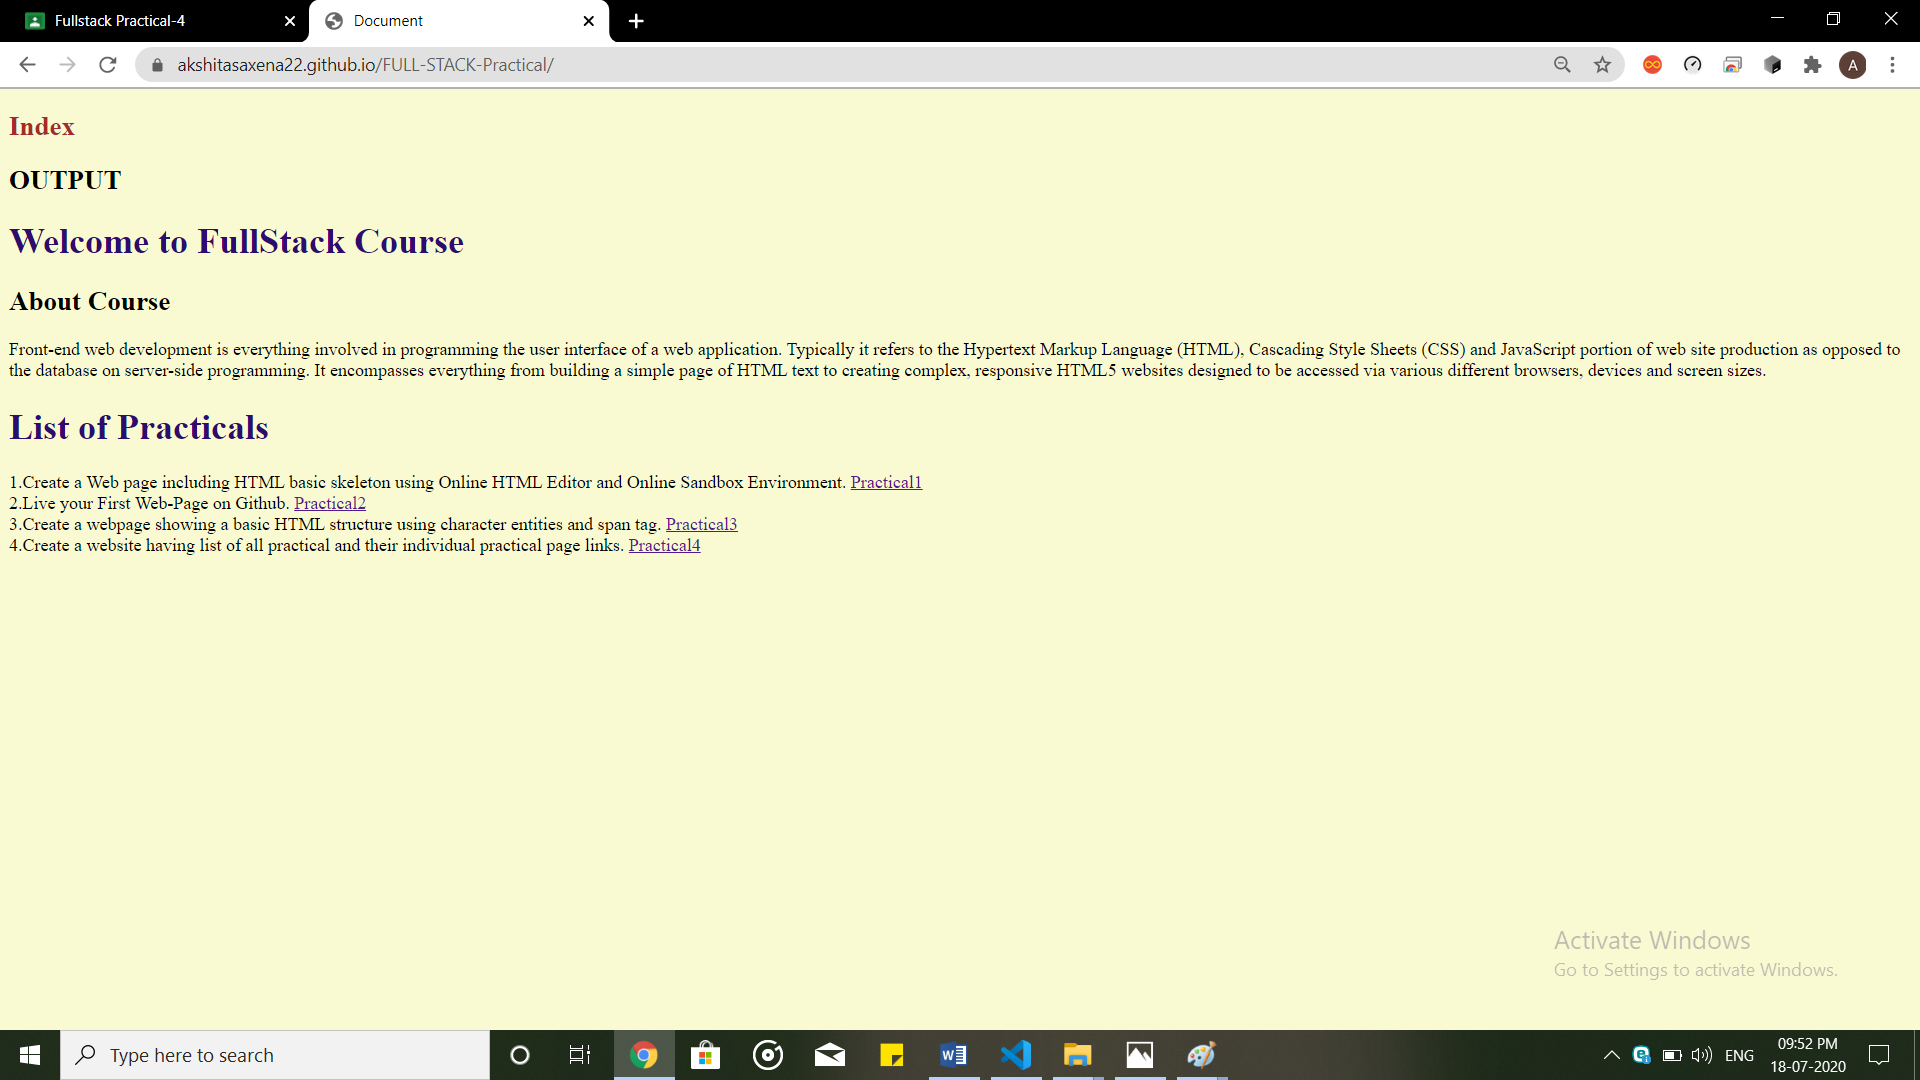 Fullstack Practical-4
Document
akshitasaxena22.github.io/FULL-STACK-Practical/
A
Index
OUTPUT
Welcome to FullStack Course
About Course
Front-end web development is everything involved in programming the user interface of a web application. Typically it refers to the Hypertext Markup Language (HTML), Cascading Style Sheets (CSS) and JavaScript portion of web site production as opposed to
the database on server-side programming. It encompasses everything from building a simple page of HTML text to creating complex, responsive HTML5 websites designed to be accessed via various different browsers, devices and screen sizes.
List of Practicals
1.Create a Web page including HTML basic skeleton using Online HTML Editor and Online Sandbox Environment. Practical1
2.Live your First Web-Page on Github. Practical2
3.Create a webpage showing a basic HTML structure using character entities and span tag. Practical3
4.Create a website having list of all practical and their individual practical page links. Practical4
Activate Windows
Go to Settings to activate Windows.
Type here to search
ENG
09:52 PM
18-07-2020